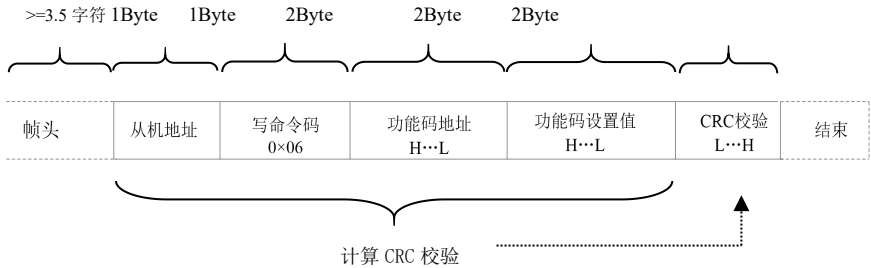 >=3.5 字符 1Byte 1Byte 2Byte 2Byte 2Byte
帧头 从机地址 写命令码 0×06 功能码地址 H···L 功能码设置值 H···L CRC校验 L···H 结束
计算 CRC 校验